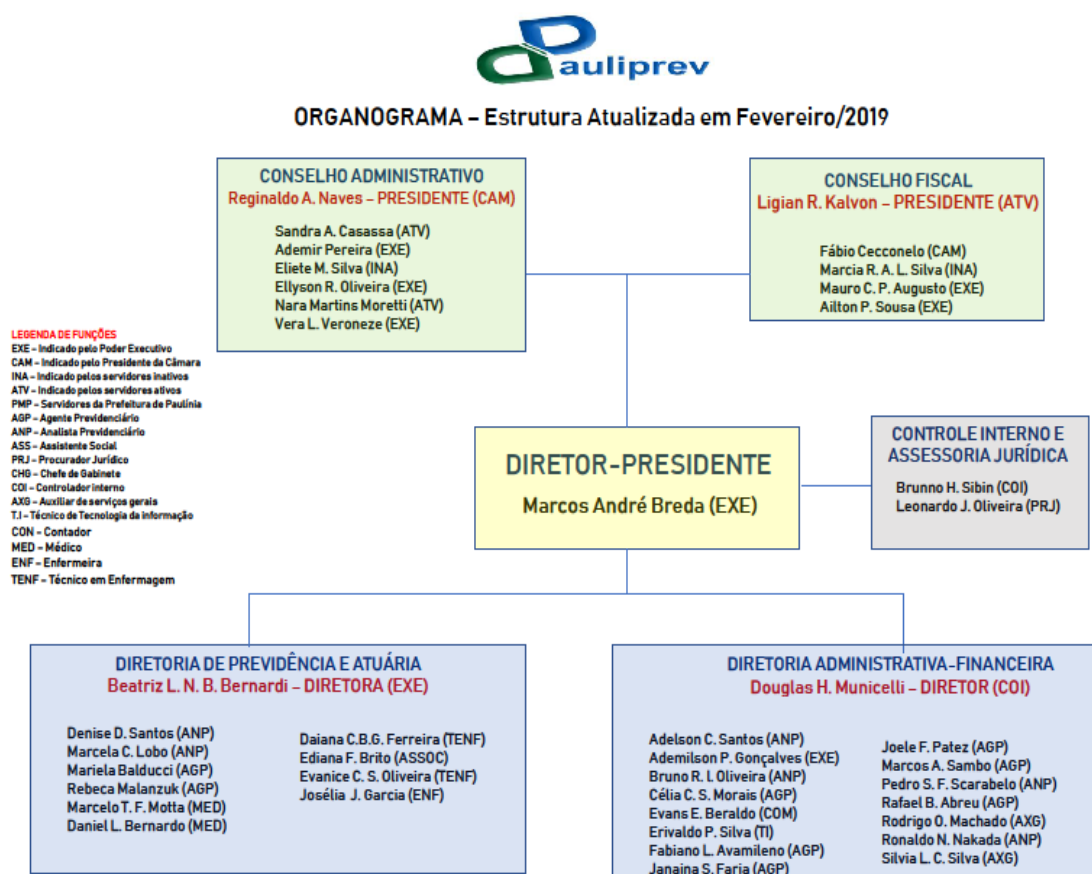 auliprev
ORGANOGRAMA – Estrutura Atualizada em Fevereiro/2019
CONSELHO ADMINISTRATIVO
Reginaldo A. Naves – PRESIDENTE (CAM)
Sandra A. Casassa (ATV)
Ademir Pereira (EXE)
Eliete M. Silva (INA)
Ellyson R. Oliveira (EXE)
Nara Martins Moretti (ATV)
Vera L. Veroneze (EXE)
CONSELHO FISCAL
Ligian R. Kalvon – PRESIDENTE (ATV)
Fábio Cecconelo (CAM)
Marcia R. A. L. Silva (INA)
Mauro C. P. Augusto (EXE)
Ailton P. Sousa (EXE)
LEGENDA DE FUNÇÕES
EXE – Indicado pelo Poder Executivo
CAM – Indicado pelo Presidente da Câmara
INA – Indicado pelos servidores inativos
ATV – Indicado pelos servidores ativos
PMP – Servidores da Prefeitura de Paulínia
AGP – Agente Previdenciário
ANP – Analista Previdenciário
ASS – Assistente Social
PRJ – Procurador Jurídico
CHG – Chefe de Gabinete
COI – Controlador interno
AXG – Auxiliar de serviços gerais
T.I – Técnico de Tecnologia da informação
CON – Contador
MED – Médico
ENF – Enfermeira
TENF – Técnico em Enfermagem
DIRETOR-PRESIDENTE
Marcos André Breda (EXE)
CONTROLE INTERNO E
ASSESSORIA JURÍDICA
Brunno H. Sibin (COI)
Leonardo J. Oliveira (PRJ)
DIRETORIA DE PREVIDÊNCIA E ATUÁRIA
Beatriz L. N. B. Bernardi – DIRETORA (EXE)
Denise D. Santos (ANP)
Marcela C. Lobo (ANP)
Mariela Balducci (AGP)
Rebeca Malanzuk (AGP)
Marcelo T. F. Motta (MED)
Daniel L. Bernardo (MED)
Daiana C.B.G. Ferreira (TENF)
Ediana F. Brito (ASSOC)
Evanice C. S. Oliveira (TENF)
Josélia J. Garcia (ENF)
DIRETORIA ADMINISTRATIVA-FINANCEIRA
Douglas H. Municelli – DIRETOR (COI)
Adelson C. Santos (ANP)
Ademilson P. Gonçalves (EXE)
Bruno R. I. Oliveira (ANP)
Célia C. S. Morais (AGP)
Evans E. Beraldo (COM)
Erivaldo P. Silva (TI)
Fabiano L. Avamileno (AGP)
Janaina S. Faria (AGP)
Joele F. Patez (AGP)
Marcos A. Sambo (AGP)
Pedro S. F. Scarabelo (ANP)
Rafael B. Abreu (AGP)
Rodrigo O. Machado (AXG)
Ronaldo N. Nakada (ANP)
Silvia L. C. Silva (AXG)